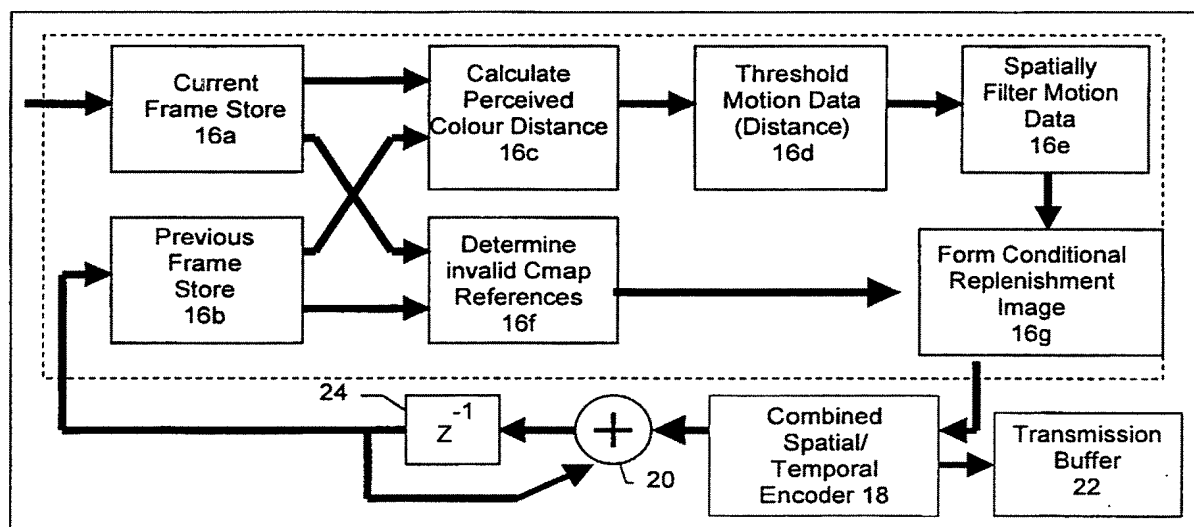 Current
Frame Store
16a
Calculate
Perceived
Colour Distance
16c
Threshold
Motion Data
(Distance)
16d
Spatially
Filter Motion
Data
16e
Previous
Frame
Store
16b
Determine
invalid Cmap
References
16f
Form Conditional
Replenishment
Image
16g
24
Z-1
+
20
Combined
Spatial/
Temporal
Encoder 18
Transmission
Buffer
22